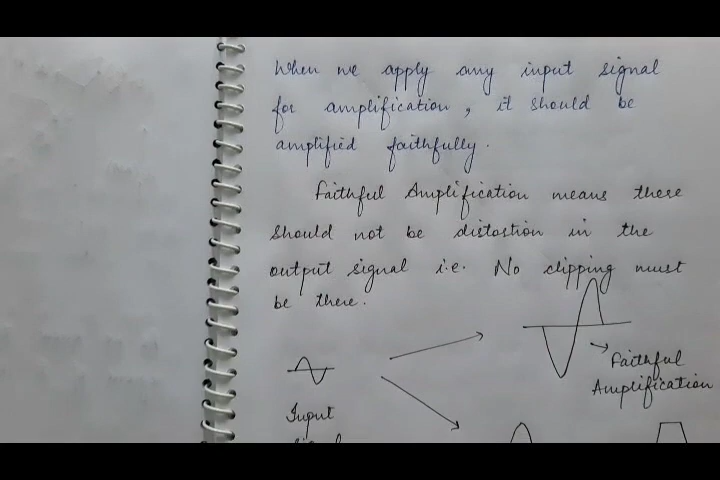 When we apply any input signal
for amplification, it should be
amplified faithfully.
Faithful Amplification means there
should not be distortion in the
output signal i.e. No clipping must
be there.
Faithful
Amplification
Input